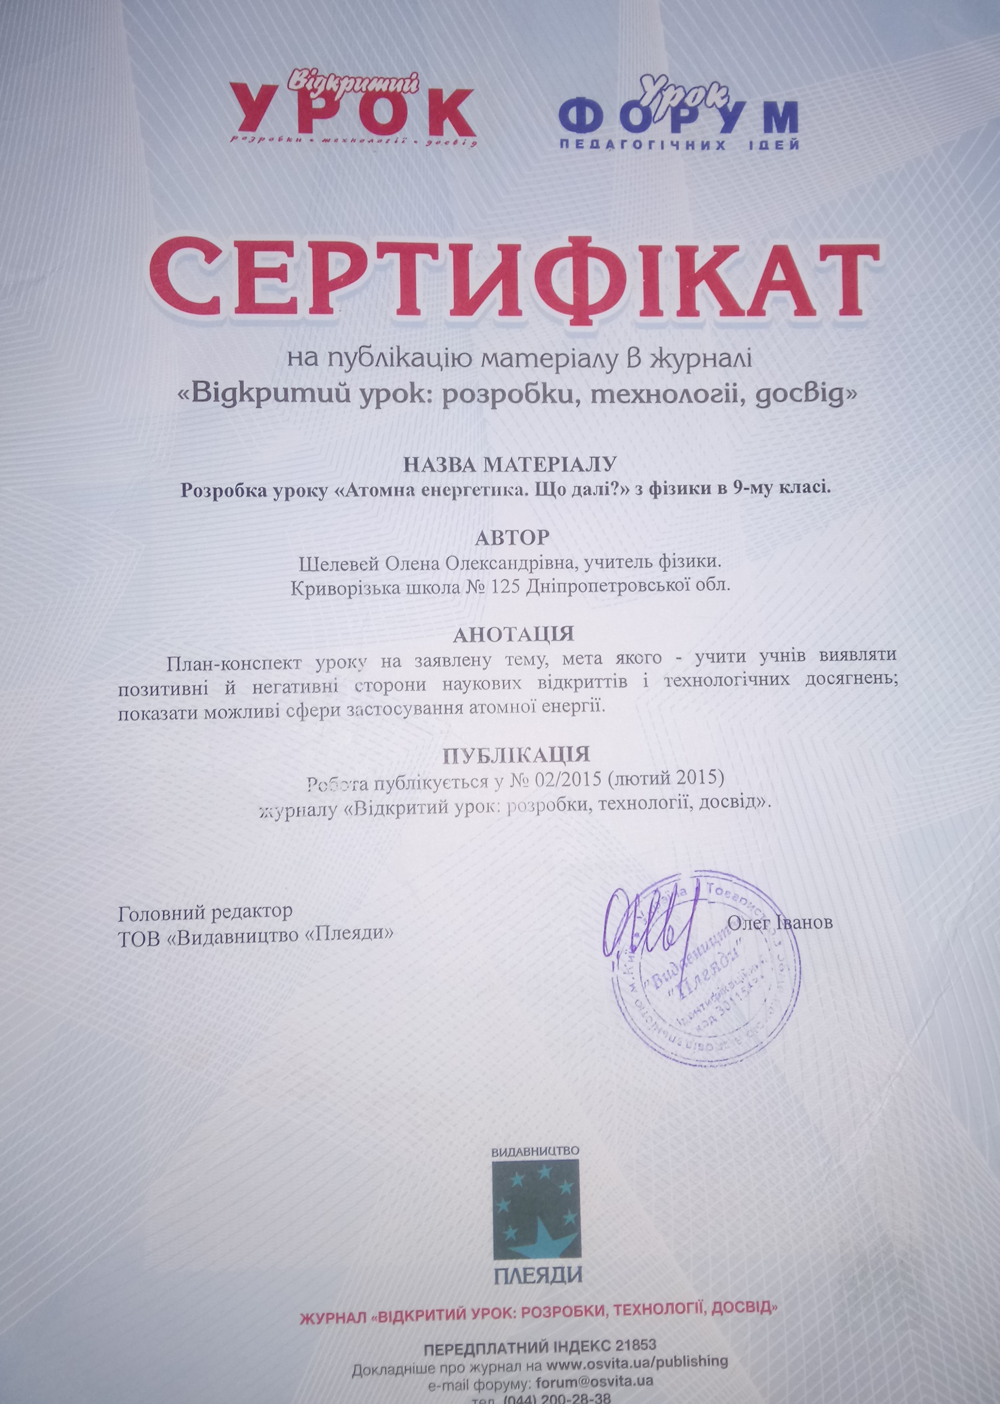 Відкритий
УРОК
розробки • технології • досвід
Урок
ФОРУМ
ПЕДАГОГІЧНИХ ІДЕЙ
СЕРТИФІКАТ
на публікацію матеріалу в журналі
«Відкритий урок: розробки, технологіі, досвід»
НАЗВА МАТЕРІАЛУ
Розробка уроку «Атомна енергетика. Що далі?» з фізики в 9-му класі.
АВТОР
Шелевей Олена Олександрівна, учитель фізики.
Криворізька школа № 125 Дніпропетровської обл.
АНОТАЦІЯ
План-конспект уроку на заявлену тему, мета якого - учити учнів виявляти
позитивні й негативні сторони наукових відкриттів і технологічних досягнень;
показати можливі сфери застосування атомної енергії.
ПУБЛІКАЦІЯ
Робота публікується у № 02/2015 (лютий 2015)
журналу «Відкритий урок: розробки, технології, досвід».
Головний редактор
ТОВ «Видавництво «Плеяди»
Олег Іванов
"Видавництво
"Плеяди"
ВИДАВНИЦТВО
ПЛЕЯДИ
ЖУРНАЛ «ВІДКРИТИЙ УРОК: РОЗРОБКИ, ТЕХНОЛОГІЇ, ДОСВІД»
ПЕРЕДПЛАТНИЙ ІНДЕКС 21853
Докладніше про журнал на www.osvita.ua/publishing
e-mail форуму: forum@osvita.ua
тел. (044) 200-28-38